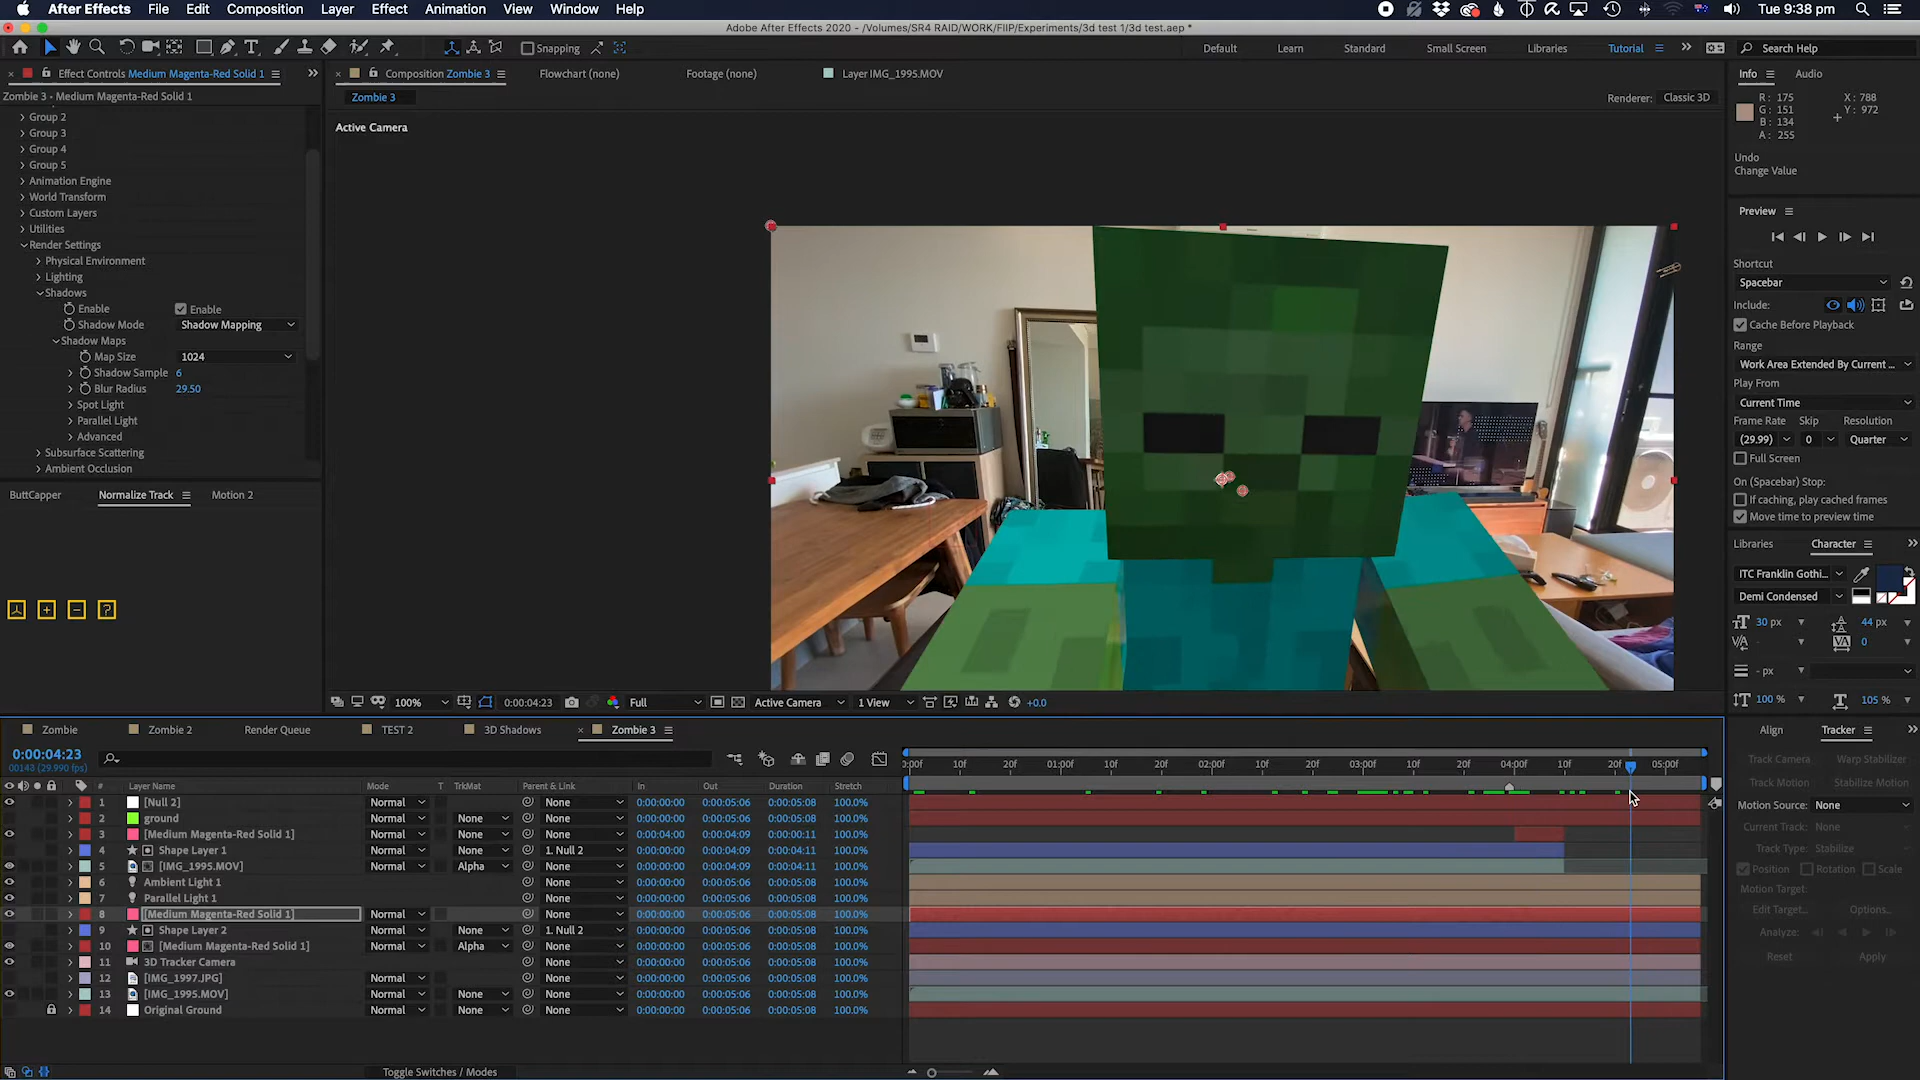 After Effects File Edit Composition Layer Effect Animation View Window Help Tue 9:38 pm
Adobe After Effects 2020 - /Volumes/SR4 RAID/WORK/FIIP/Experiments/3d test 1/3d test.aep *
Snapping Default Learn Standard Small Screen Libraries Tutorial Search Help
Effect Controls Medium Magenta-Red Solid 1 Composition Zombie 3 Flowchart (none) Footage (none) Layer IMG_1995.MOV
Zombie 3 • Medium Magenta-Red Solid 1
Zombie 3 Renderer: Classic 3D
Active Camera
Group 2
Group 3
Group 4
Group 5
Animation Engine
World Transform
Custom Layers
Utilities
Render Settings
Physical Environment
Lighting
Shadows
Enable Enable
Shadow Mode Shadow Mapping
Shadow Maps
Map Size 1024
Shadow Sample 6
Blur Radius 29.50
Spot Light
Parallel Light
Advanced
Subsurface Scattering
Ambient Occlusion
ButtCapper Normalize Track Motion 2
100% 0:00:04:23 Full Active Camera 1 View +0.0
Info Audio
R: 175 X: 788
G: 151 Y: 972
B: 134
A: 255
Undo
Change Value
Preview
Shortcut
Spacebar
Include:
Cache Before Playback
Range
Work Area Extended By Current ...
Play From
Current Time
Frame Rate Skip Resolution
(29.99) 0 Quarter
Full Screen
On (Spacebar) Stop:
If caching, play cached frames
Move time to preview time
Libraries Character
ITC Franklin Gothi...
Demi Condensed
30 px 44 px
- 0
- px
100 % 105 %
Align Tracker
Track Camera Warp Stabilizer
Track Motion Stabilize Motion
Motion Source: None
Current Track: None
Track Type: Stabilize
Position Rotation Scale
Motion Target:
Edit Target... Options...
Analyze:
Reset Apply
Zombie Zombie 2 Render Queue TEST 2 3D Shadows Zombie 3
0:00:04:23
00143 (29.990 fps)
0:00f 10f 20f 01:00f 10f 20f 02:00f 10f 20f 03:00f 10f 20f 04:00f 10f 20f 05:00f
# Layer Name Mode T TrkMat Parent & Link In Out Duration Stretch
1 [Null 2] Normal None 0:00:00:00 0:00:05:06 0:00:05:08 100.0%
2 ground Normal None None 0:00:00:00 0:00:05:06 0:00:05:08 100.0%
3 [Medium Magenta-Red Solid 1] Normal None None 0:00:04:00 0:00:04:09 0:00:00:11 100.0%
4 Shape Layer 1 Normal None 1. Null 2 0:00:00:00 0:00:04:09 0:00:04:11 100.0%
5 [IMG_1995.MOV] Normal Alpha None 0:00:00:00 0:00:04:09 0:00:04:11 100.0%
6 Ambient Light 1 None 0:00:00:00 0:00:05:06 0:00:05:08 100.0%
7 Parallel Light 1 None 0:00:00:00 0:00:05:06 0:00:05:08 100.0%
8 [Medium Magenta-Red Solid 1] Normal None None 0:00:00:00 0:00:05:06 0:00:05:08 100.0%
9 Shape Layer 2 Normal None 1. Null 2 0:00:00:00 0:00:05:06 0:00:05:08 100.0%
10 [Medium Magenta-Red Solid 1] Normal Alpha None 0:00:00:00 0:00:05:06 0:00:05:08 100.0%
11 3D Tracker Camera None 0:00:00:00 0:00:05:06 0:00:05:08 100.0%
12 [IMG_1997.JPG] Normal None None 0:00:00:00 0:00:05:06 0:00:05:08 100.0%
13 [IMG_1995.MOV] Normal None None 0:00:00:00 0:00:05:06 0:00:05:08 100.0%
14 Original Ground Normal None None 0:00:00:00 0:00:05:06 0:00:05:08 100.0%
Toggle Switches / Modes